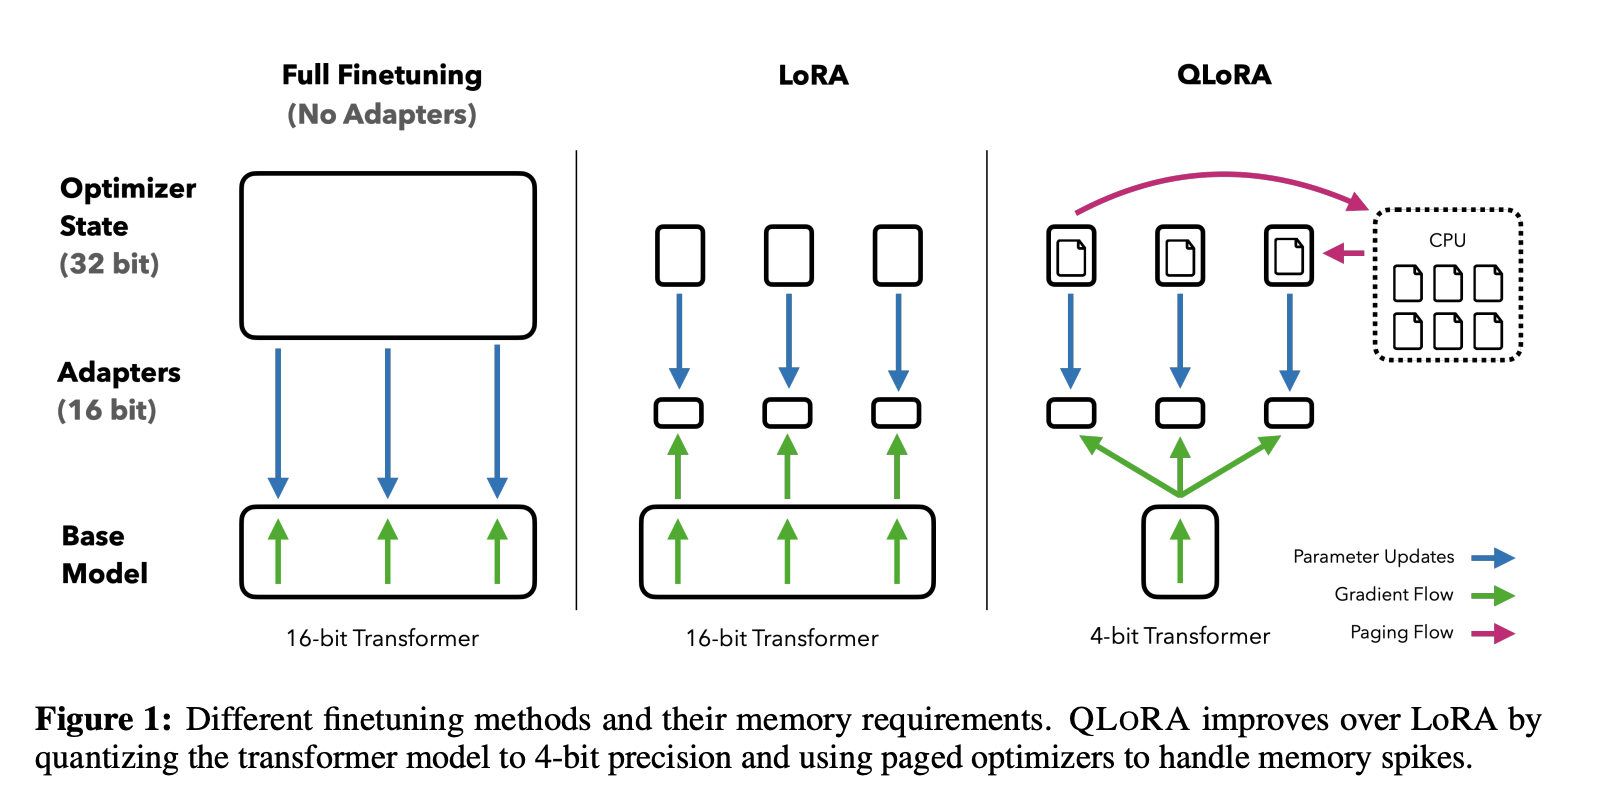 Full Finetuning
(No Adapters)
LoRA
QLoRA
Optimizer
State
(32 bit)
CPU
Adapters
(16 bit)
Base
Model
Parameter Updates
Gradient Flow
Paging Flow
16-bit Transformer
16-bit Transformer
4-bit Transformer
Figure 1: Different finetuning methods and their memory requirements. QLORA improves over LoRA by
quantizing the transformer model to 4-bit precision and using paged optimizers to handle memory spikes.